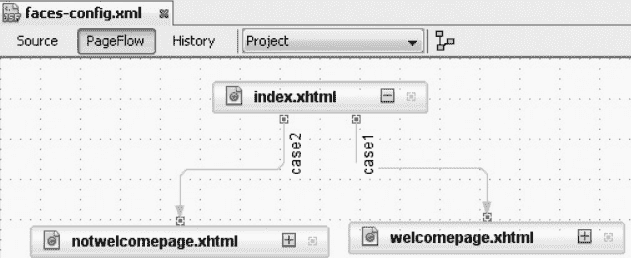 faces-config.xml
Source PageFlow History Project
index.xhtml
case2 case1
notwelcomepage.xhtml welcomepage.xhtml